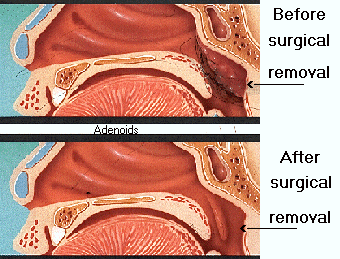 Before
surgical
removal
Adenoids
After
surgical
removal